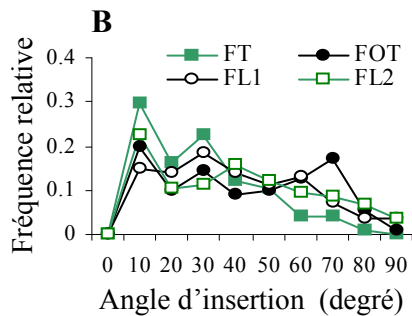 B
FT FOT
FL1 FL2
Fréquence relative
0.4
0.3
0.2
0.1
0
0 10 20 30 40 50 60 70 80 90
Angle d'insertion (degré)